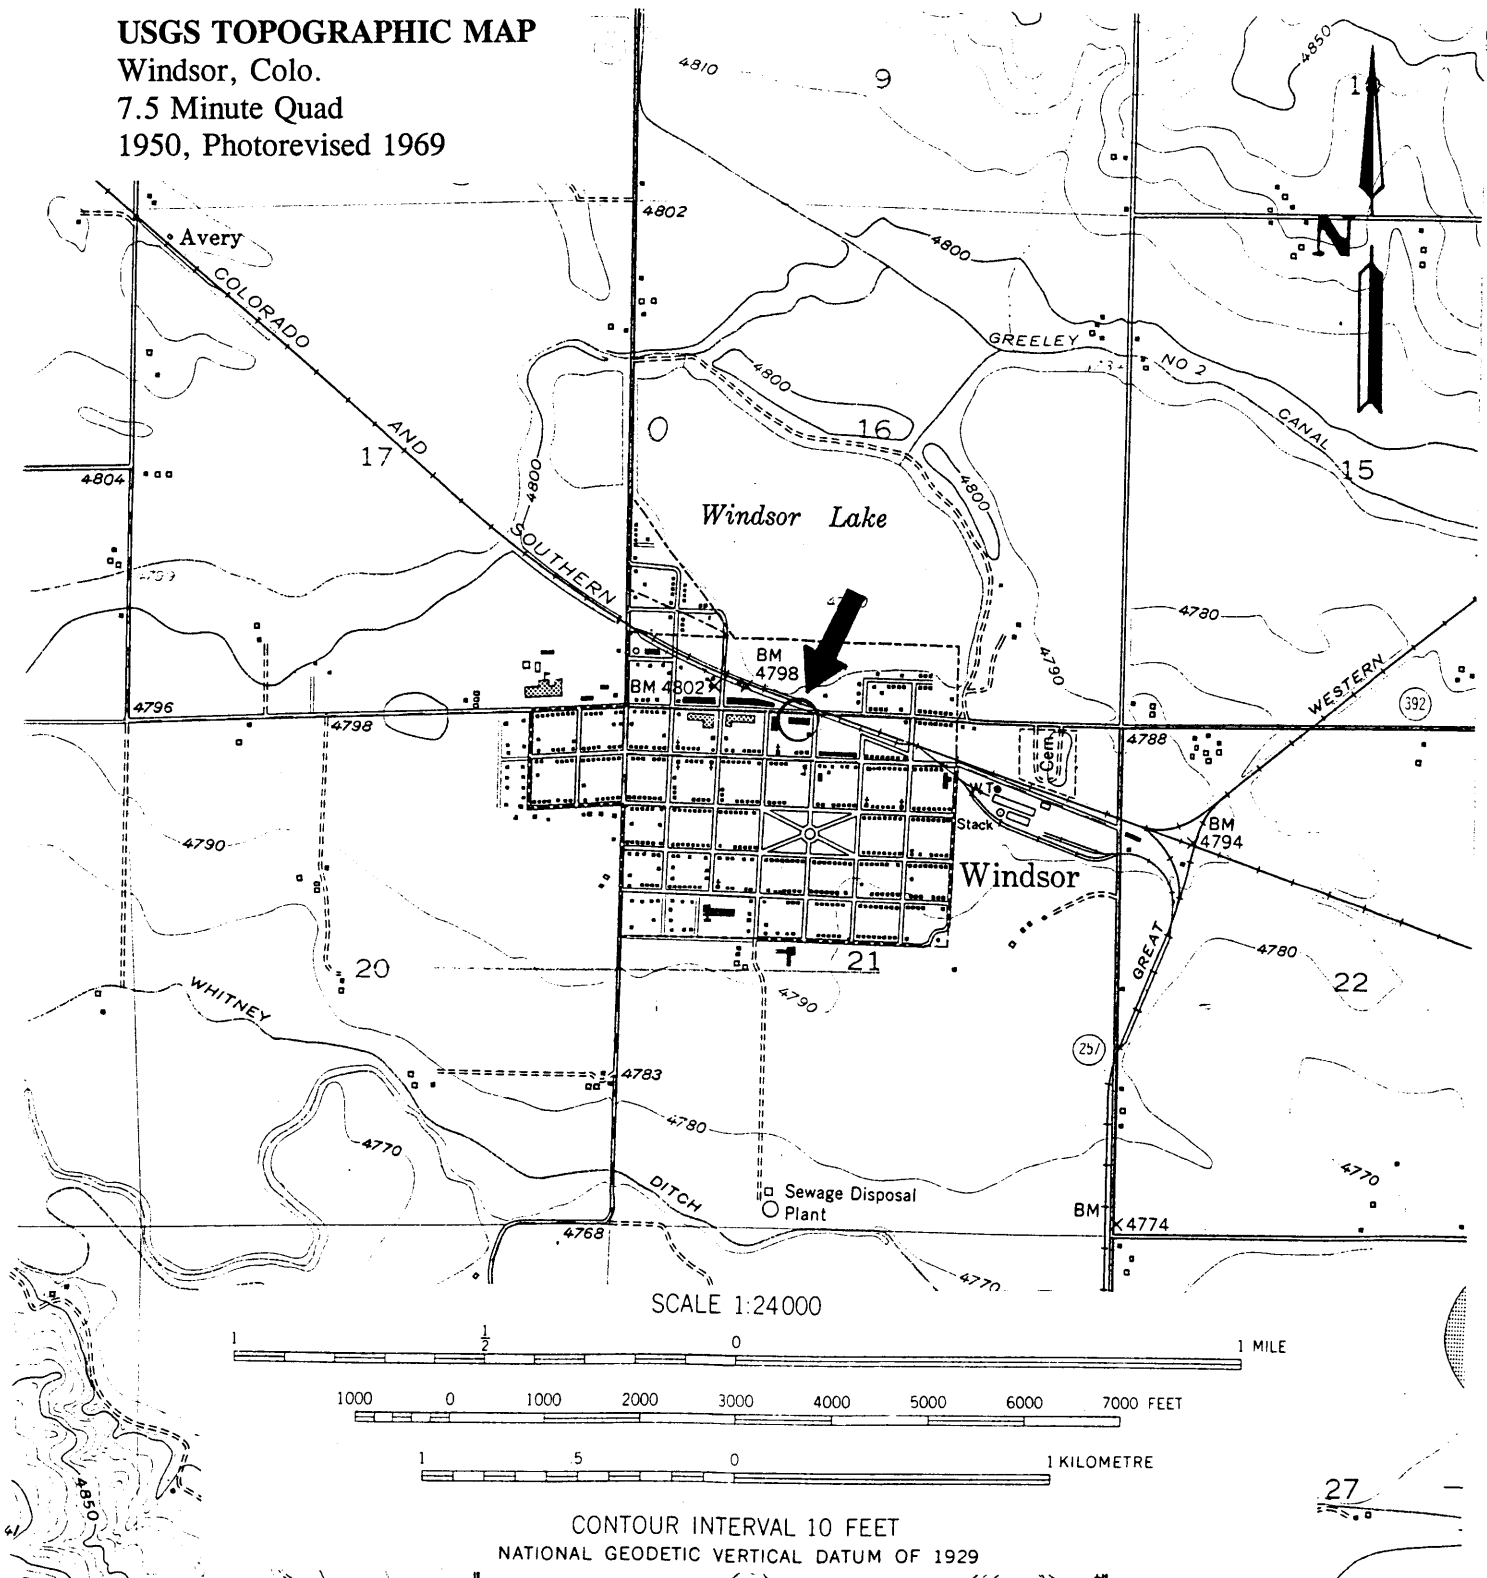 USGS TOPOGRAPHIC MAP
Windsor, Colo.
7.5 Minute Quad
1950, Photorevised 1969
4810
9
4850
N
4802
Avery
COLORADO
4800
GREELEY
NO 2
CANAL
4800
16
AND
17
15
4804
4800
4800
Windsor Lake
SOUTHERN
4780
4790
WESTERN
BM
4798
BM 4802
392
4796
4798
4788
Cem
WT
Stack
BM
4794
4790
Windsor
GREAT
4780
20
21
22
4790
WHITNEY
257
4783
4780
4770
4770
DITCH
Sewage Disposal
Plant
BM
4774
4768
4770
SCALE 1:24000
1 1/2 0 1 MILE
1000 0 1000 2000 3000 4000 5000 6000 7000 FEET
1 .5 0 1 KILOMETRE
4850
27
CONTOUR INTERVAL 10 FEET
NATIONAL GEODETIC VERTICAL DATUM OF 1929